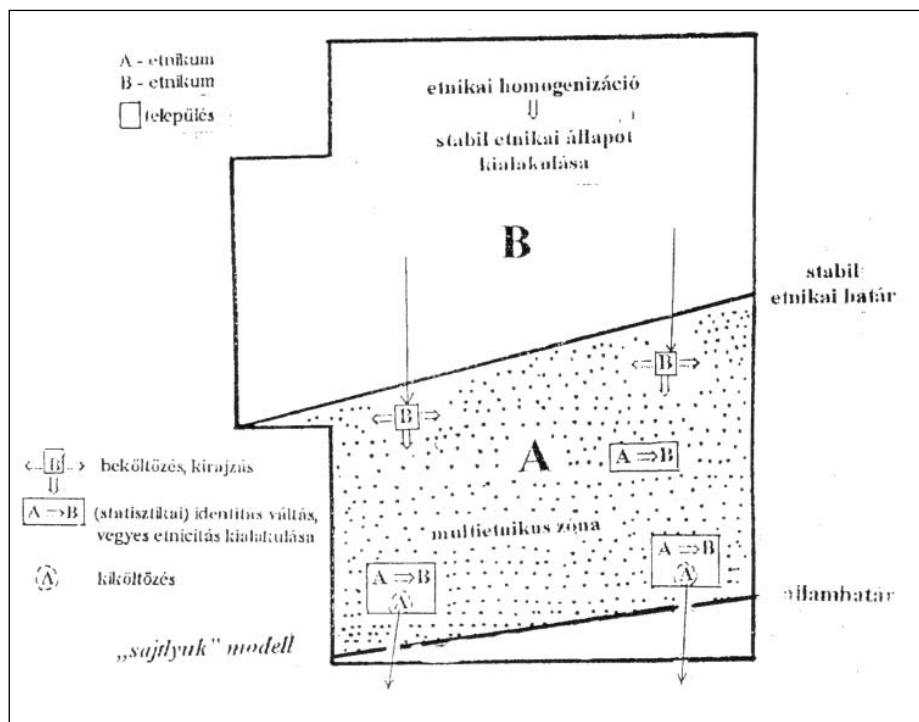 A - etnikum
B - etnikum
település
etnikai homogenizáció
⇓
stabil etnikai állapot
kialakulása
B
stabil
etnikai határ
B
B
A
A ⇒ B
B beköltözés, kirajzás
A ⇒ B (statisztikai) identitás váltás,
vegyes etnicitás kialakulása
A kiköltözés
multietnikus zóna
A ⇒ B
A
A ⇒ B
A
államhatár
„sajtlyuk” modell